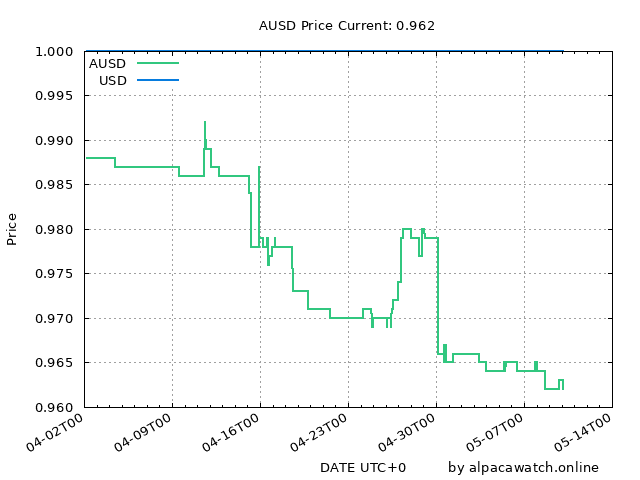 AUSD Price Current: 0.962
1.000
AUSD
USD
0.995
0.990
0.985
0.980
Price
0.975
0.970
0.965
0.960
04-02T00
04-09T00
04-16T00
04-23T00
04-30T00
05-07T00
05-14T00
DATE UTC+0
by alpacawatch.online